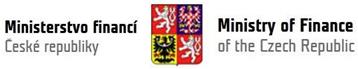 Ministerstvo financí
České republiky
Ministry of Finance
of the Czech Republic